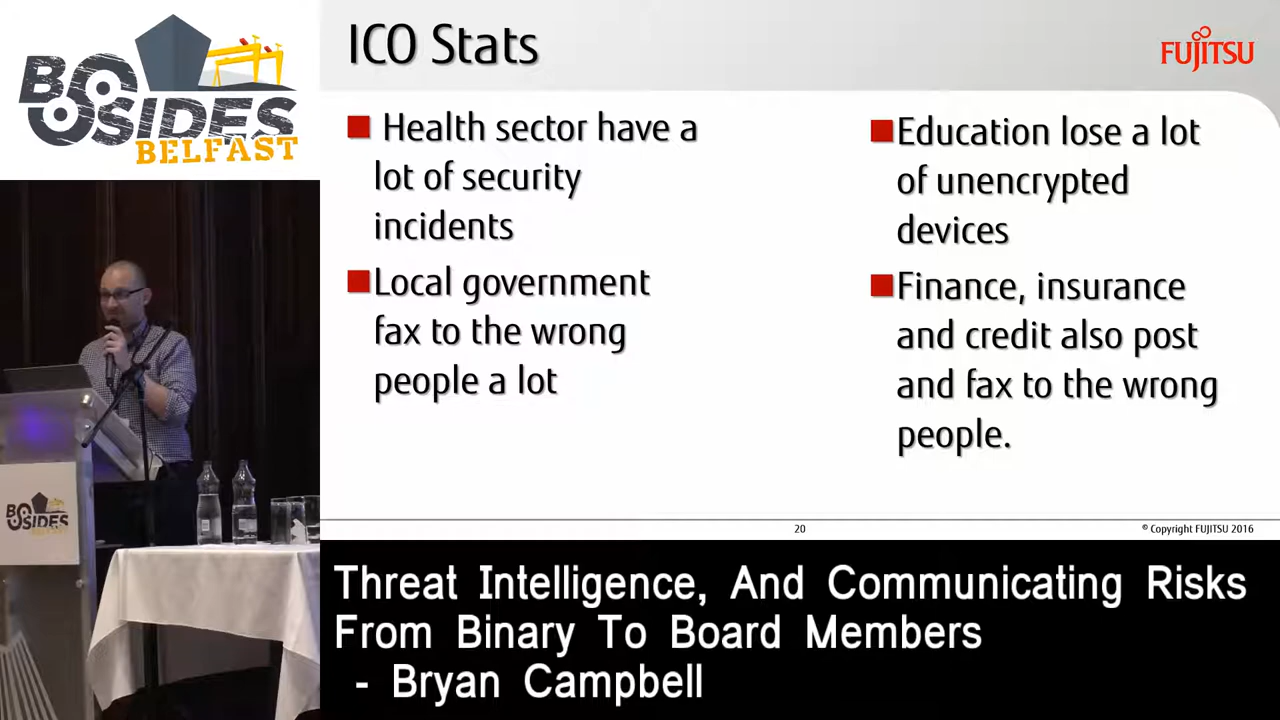 BSIDES
BELFAST
ICO Stats
FUJITSU
Health sector have a
lot of security
incidents
Local government
fax to the wrong
people a lot
Education lose a lot
of unencrypted
devices
Finance, insurance
and credit also post
and fax to the wrong
people.
20
© Copyright FUJITSU 2016
BSIDES
BELFAST
Threat Intelligence, And Communicating Risks
From Binary To Board Members
- Bryan Campbell